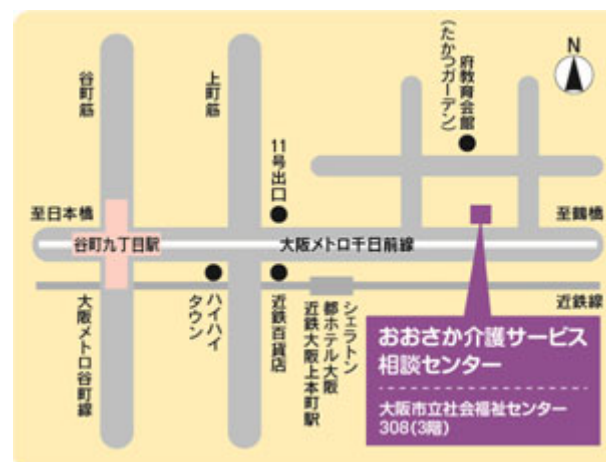 谷町筋
上町筋
11号出口
府教育会館
(たかつガーデン)
N
至日本橋
谷町九丁目駅
大阪メトロ千日前線
至鶴橋
大阪メトロ谷町線
ハイハイ
タウン
近鉄百貨店
シェラトン
都ホテル大阪
近鉄大阪上本町駅
近鉄線
おおさか介護サービス
相談センター
大阪市立社会福祉センター
308(3階)